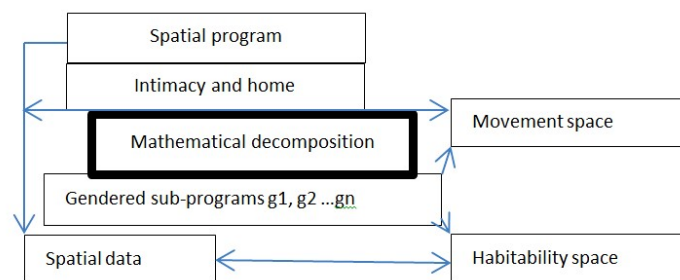 Spatial program
Intimacy and home
Movement space
Mathematical decomposition
Gendered sub-programs g1, g2 ...gn
Spatial data
Habitability space